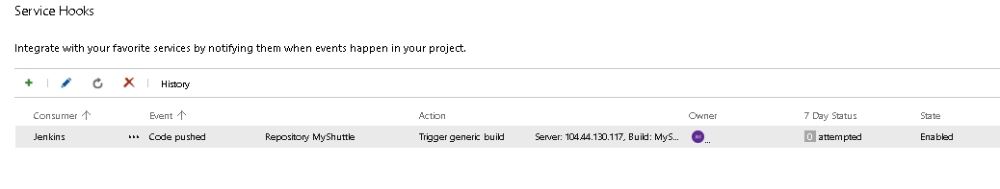 Service Hooks
Integrate with your favorite services by notifying them when events happen in your project.
History
Consumer Event Action Owner 7 Day Status State
Jenkins ... Code pushed Repository MyShuttle Trigger generic build Server: 104.44.130.117, Build: MyS... ... 0 attempted Enabled